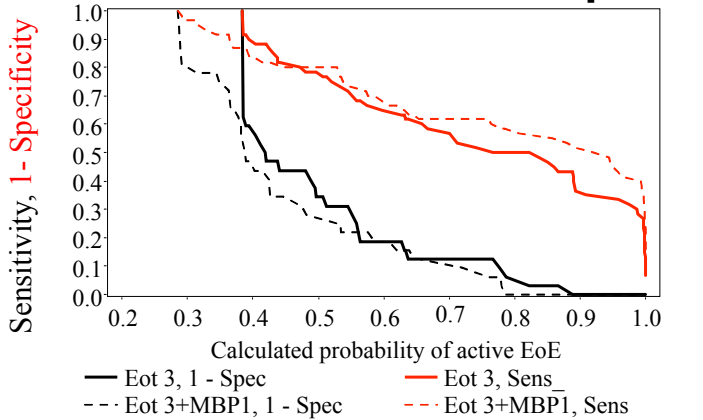 Sensitivity, 1- Specificity
1.0
0.9
0.8
0.7
0.6
0.5
0.4
0.3
0.2
0.1
0.0
0.2 0.3 0.4 0.5 0.6 0.7 0.8 0.9 1.0
Calculated probability of active EoE
Eot 3, 1 - Spec Eot 3, Sens_
Eot 3+MBP1, 1 - Spec Eot 3+MBP1, Sens